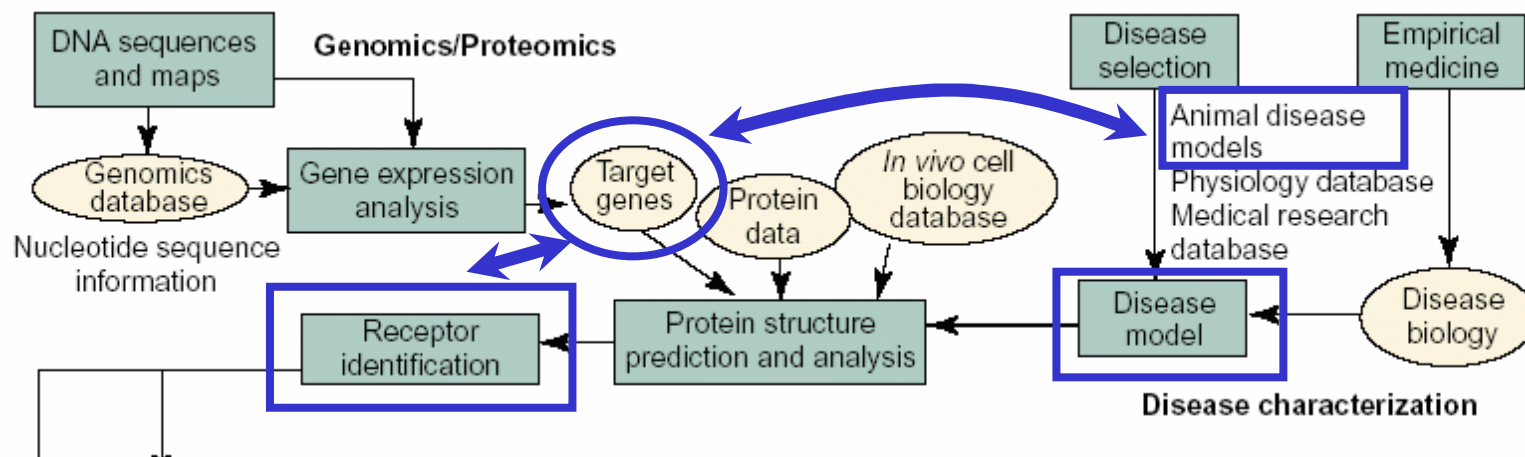 DNA sequences
and maps
Genomics/Proteomics
Disease
selection
Empirical
medicine
Animal disease
models
Physiology database
Medical research
database
Genomics
database
Nucleotide sequence
information
Gene expression
analysis
Target
genes
Protein
data
In vivo cell
biology
database
Receptor
identification
Protein structure
prediction and analysis
Disease
model
Disease
biology
Disease characterization